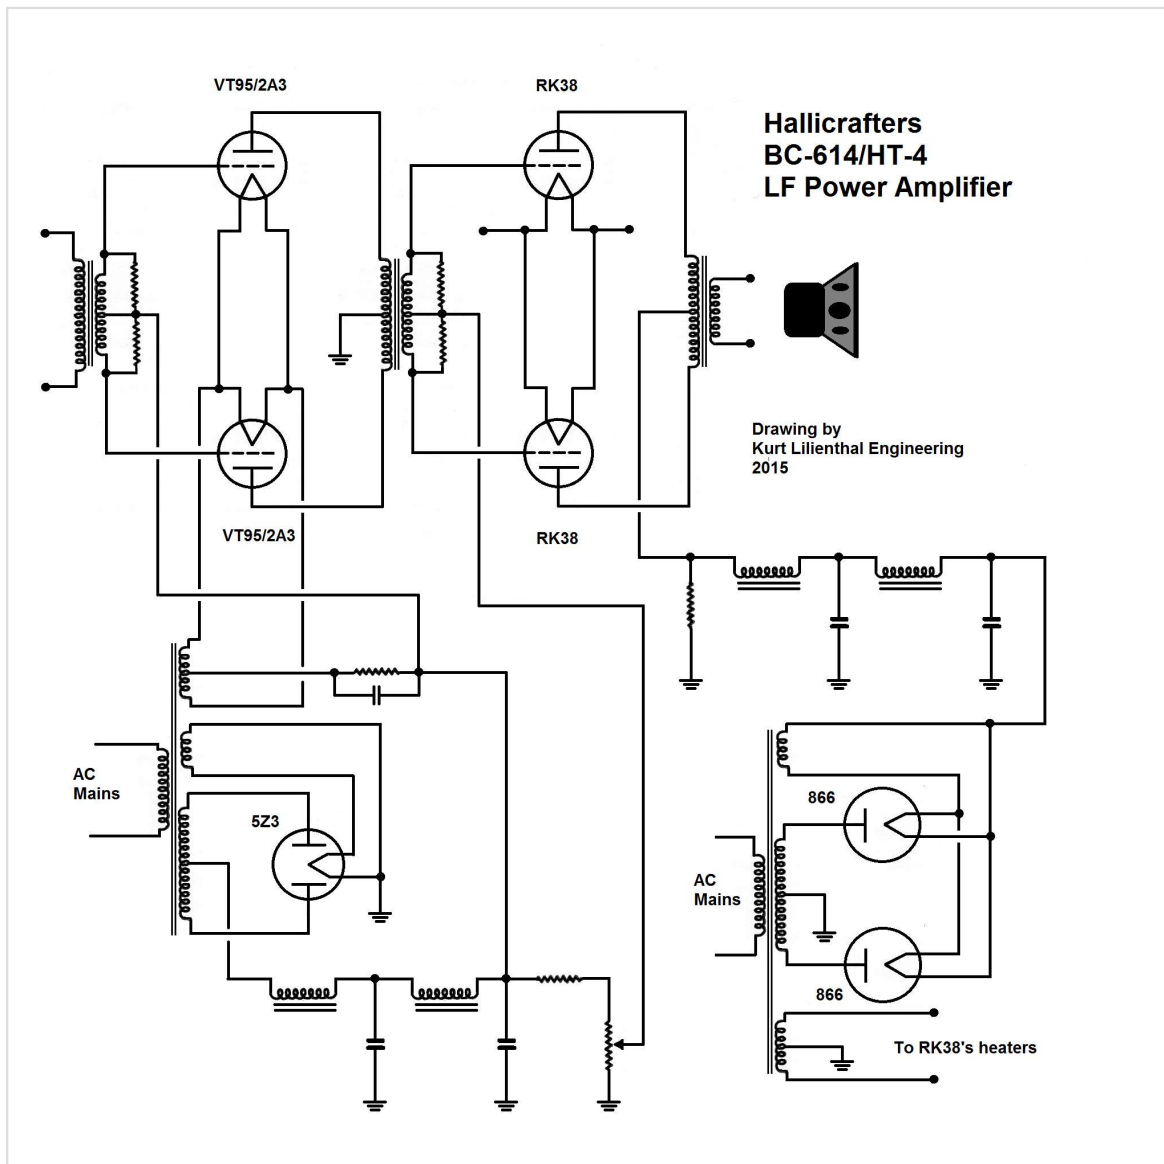 VT95/2A3
RK38
Hallicrafters
BC-614/HT-4
LF Power Amplifier
Drawing by
Kurt Lilienthal Engineering
2015
VT95/2A3
RK38
AC
Mains
5Z3
866
AC
Mains
866
To RK38's heaters